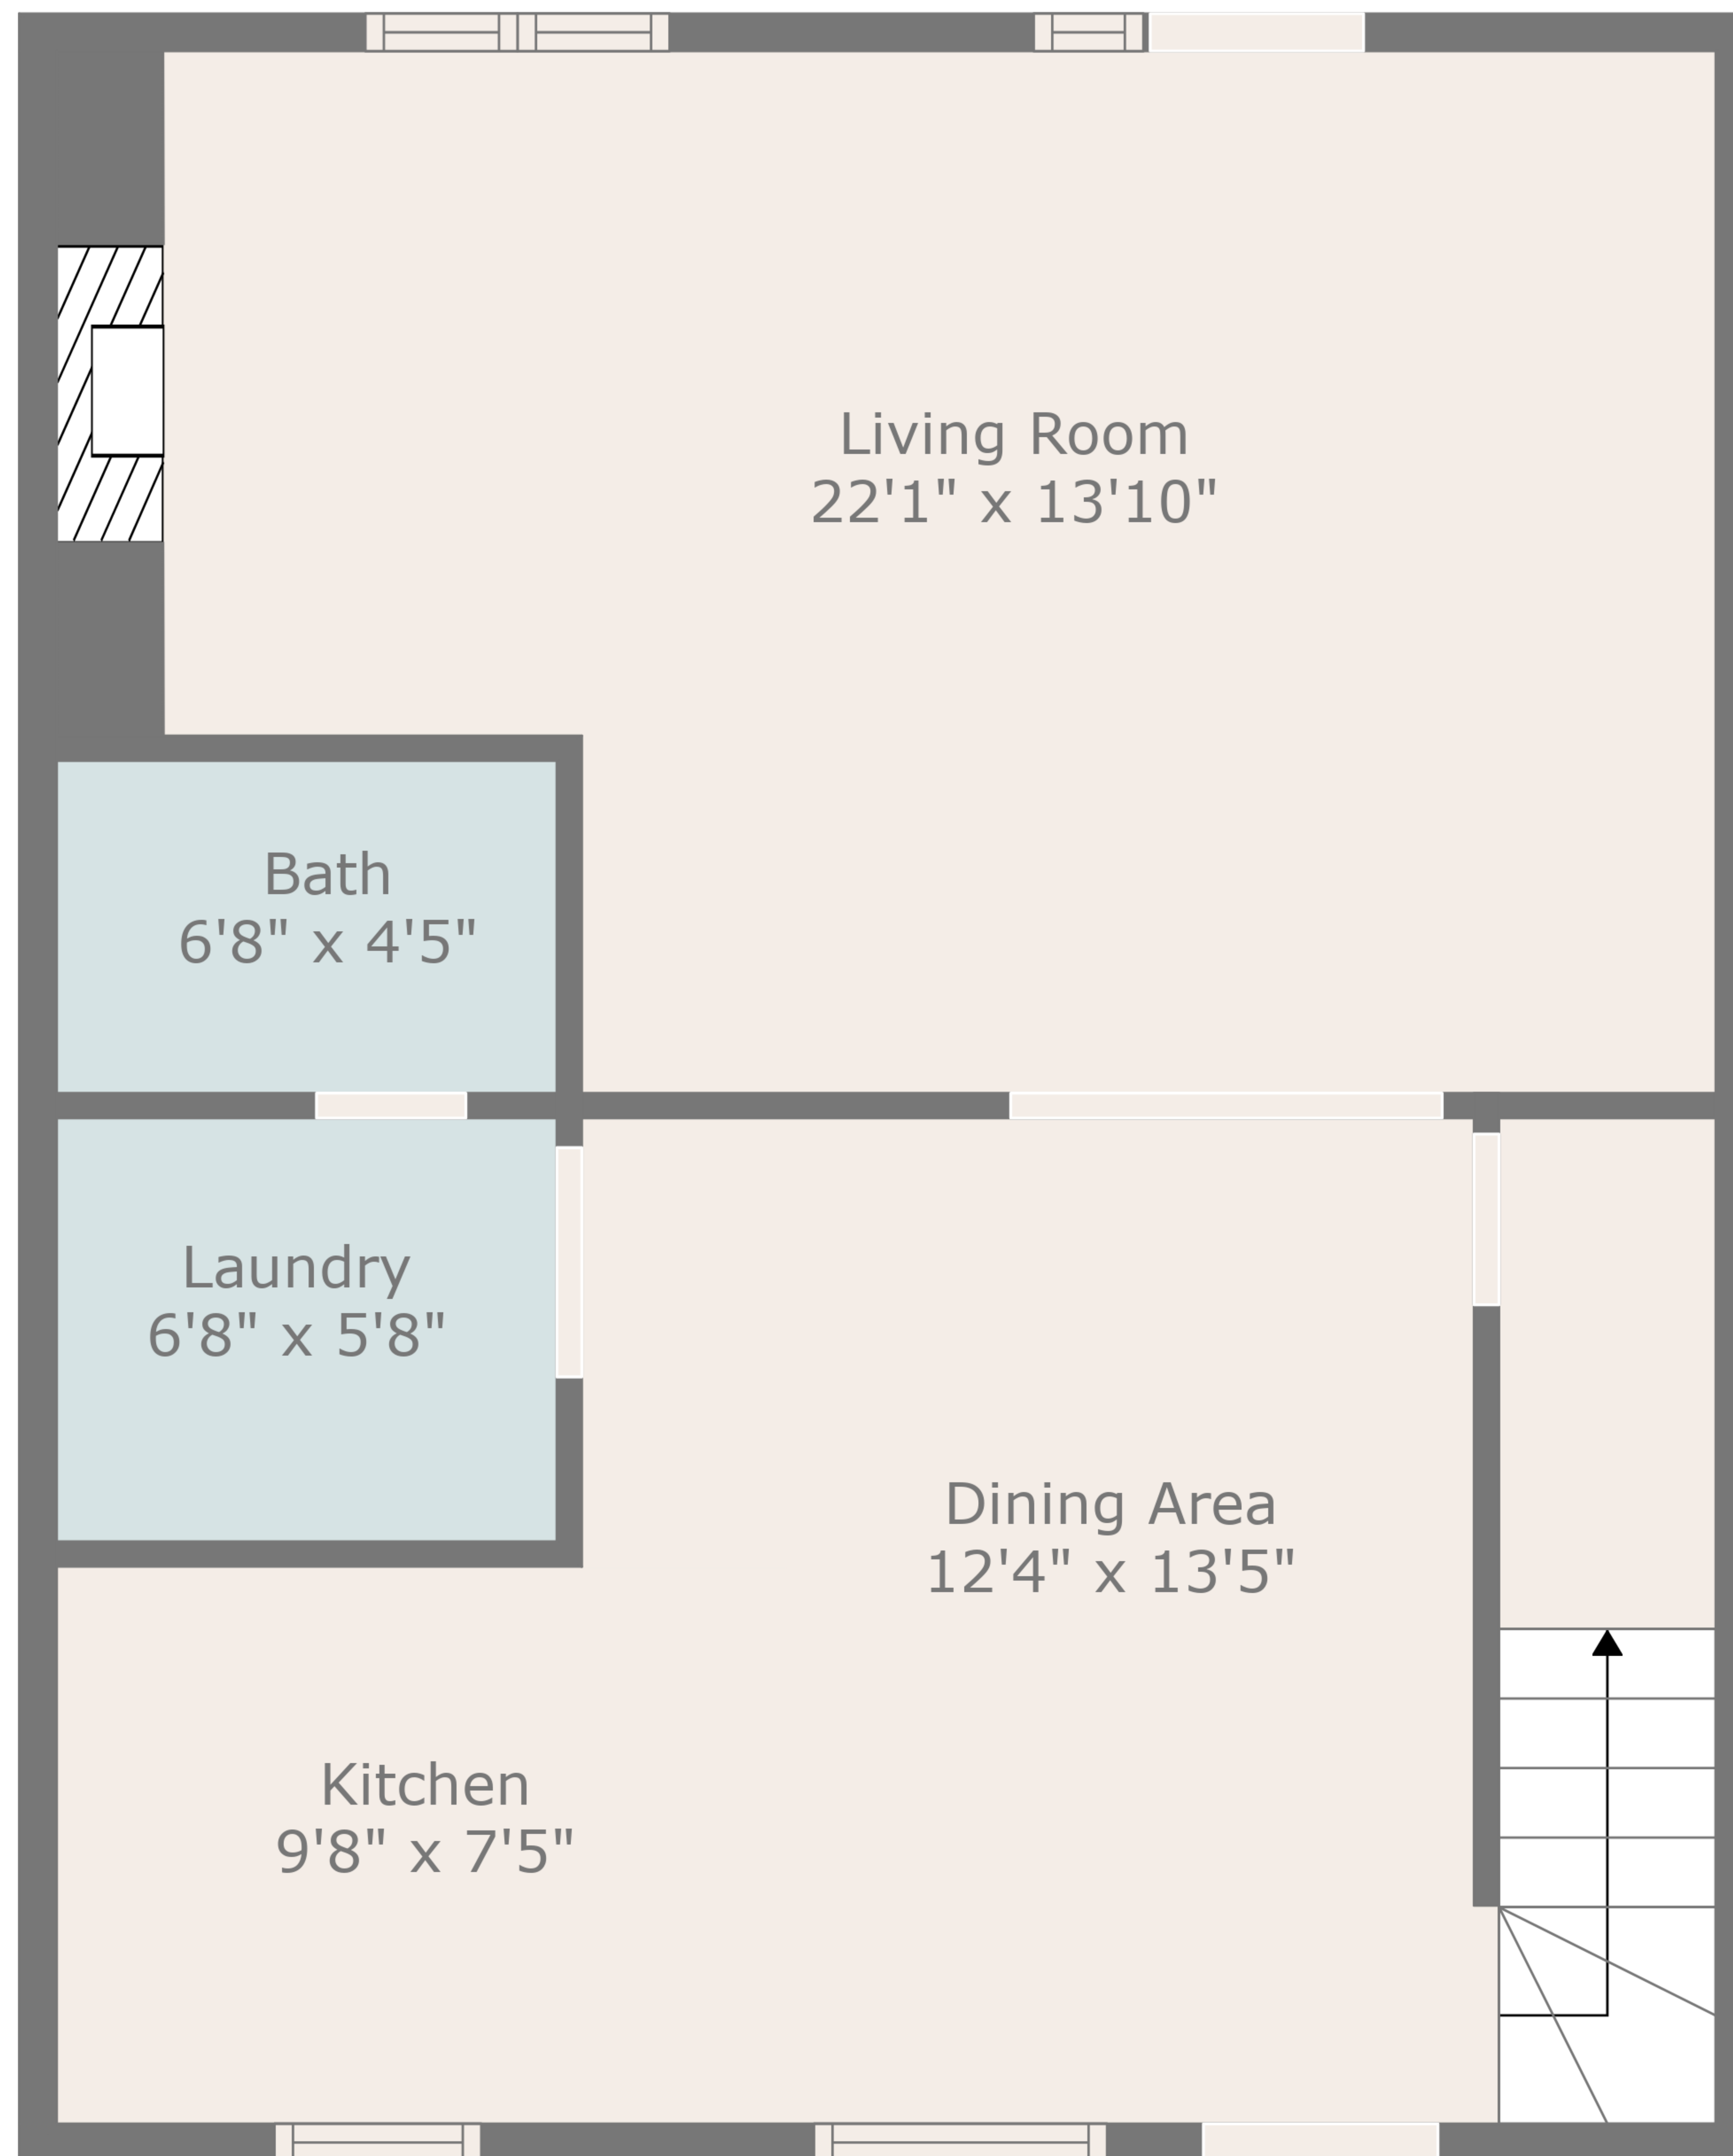 Living Room
22'1" x 13'10"
Bath
6'8" x 4'5"
Laundry
6'8" x 5'8"
Dining Area
12'4" x 13'5"
Kitchen
9'8" x 7'5"